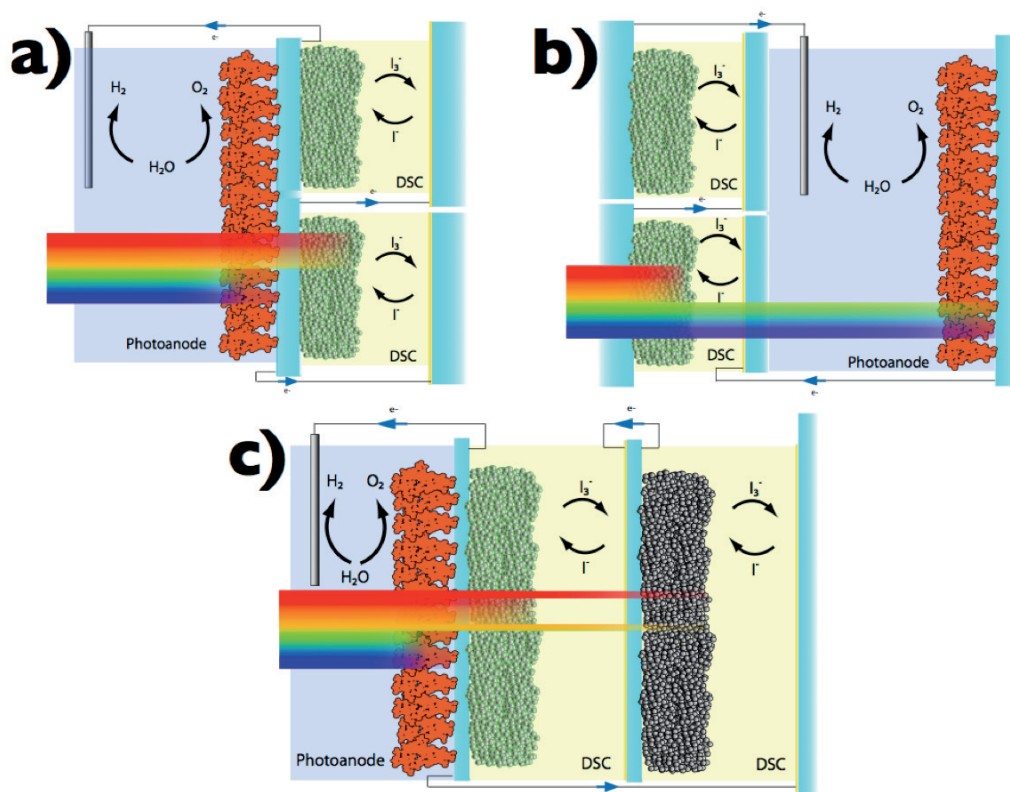 a)
e-
e-
H₂
O₂
H₂O
Photoanode
I₃⁻
I⁻
DSC
e-
I₃⁻
I⁻
DSC
e-
b)
e-
I₃⁻
I⁻
DSC
e-
I₃⁻
I⁻
DSC
H₂
O₂
H₂O
Photoanode
e-
c)
e-
e-
H₂
O₂
H₂O
Photoanode
I₃⁻
I⁻
DSC
I₃⁻
I⁻
DSC
e-